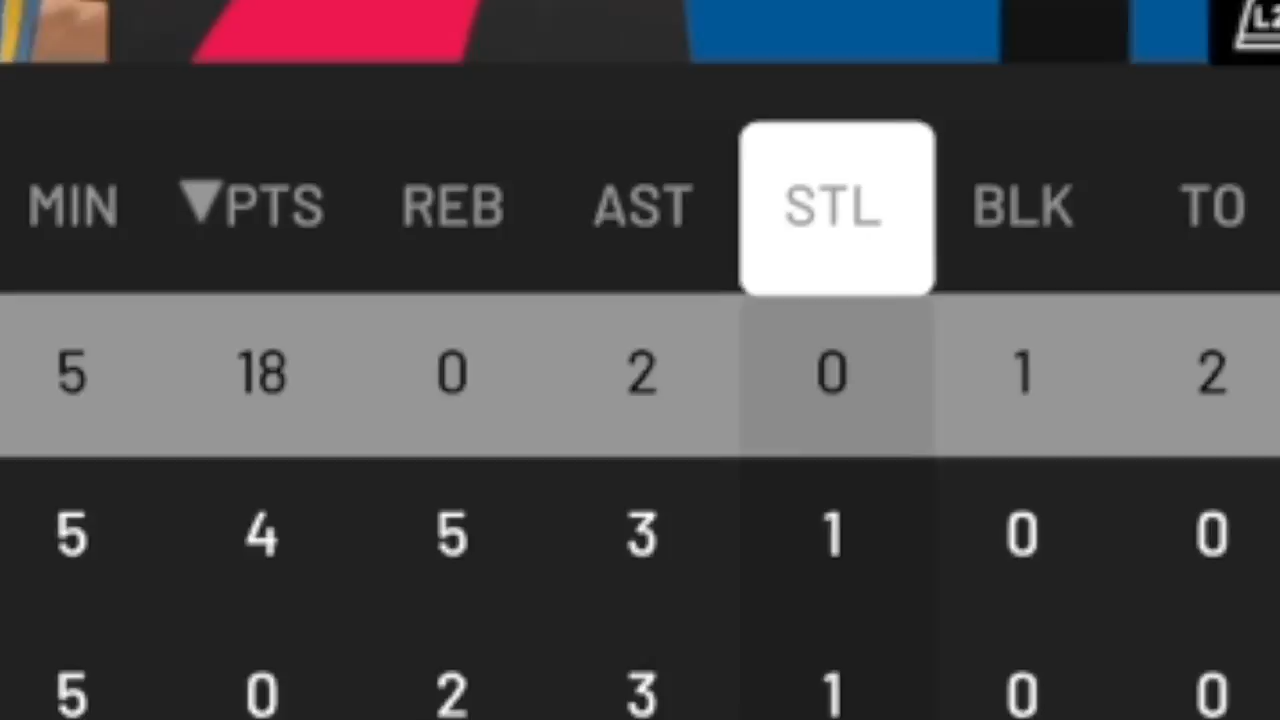 MIN ▼PTS REB AST STL BLK TO
5 18 0 2 0 1 2
5 4 5 3 1 0 0
5 0 2 3 1 0 0